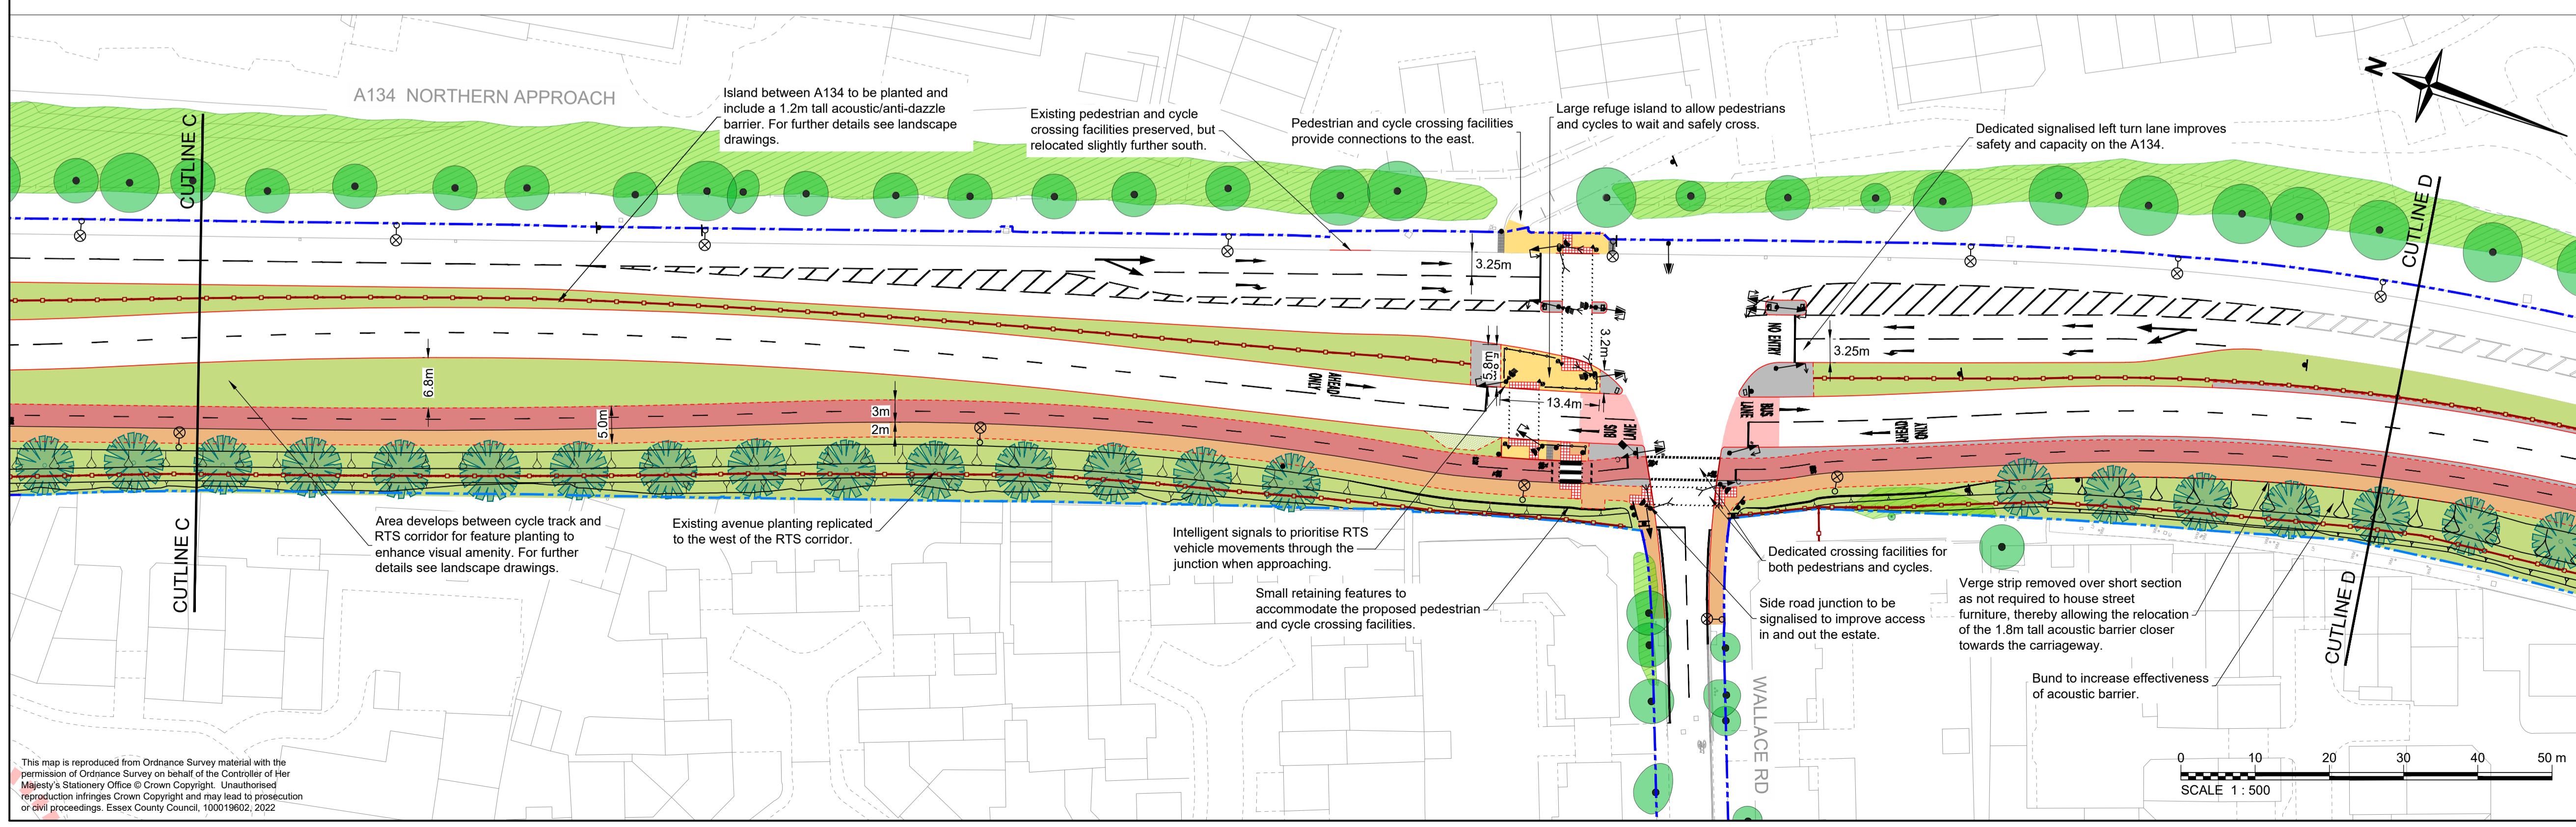 A134 NORTHERN APPROACH
Island between A134 to be planted and
include a 1.2m tall acoustic/anti-dazzle
barrier. For further details see landscape
drawings.
Existing pedestrian and cycle
crossing facilities preserved, but
relocated slightly further south.
Pedestrian and cycle crossing facilities
provide connections to the east.
Large refuge island to allow pedestrians
and cycles to wait and safely cross.
Dedicated signalised left turn lane improves
safety and capacity on the A134.
N
CUTLINE C
CUTLINE D
3.25m
3.2m
5.8m
NO ENTRY
3.25m
6.8m
5.0m
3m
2m
AHEAD
ONLY
13.4m
BUS
LANE
BUS
LANE
AHEAD
ONLY
CUTLINE C
Area develops between cycle track and
RTS corridor for feature planting to
enhance visual amenity. For further
details see landscape drawings.
Existing avenue planting replicated
to the west of the RTS corridor.
Intelligent signals to prioritise RTS
vehicle movements through the
junction when approaching.
Small retaining features to
accommodate the proposed pedestrian
and cycle crossing facilities.
Dedicated crossing facilities for
both pedestrians and cycles.
Side road junction to be
signalised to improve access
in and out the estate.
Verge strip removed over short section
as not required to house street
furniture, thereby allowing the relocation
of the 1.8m tall acoustic barrier closer
towards the carriageway.
Bund to increase effectiveness
of acoustic barrier.
CUTLINE D
WALLACE RD
This map is reproduced from Ordnance Survey material with the
permission of Ordnance Survey on behalf of the Controller of Her
Majesty's Stationery Office © Crown Copyright. Unauthorised
reproduction infringes Crown Copyright and may lead to prosecution
or civil proceedings. Essex County Council, 100019602, 2022
0 10 20 30 40 50 m
SCALE 1 : 500